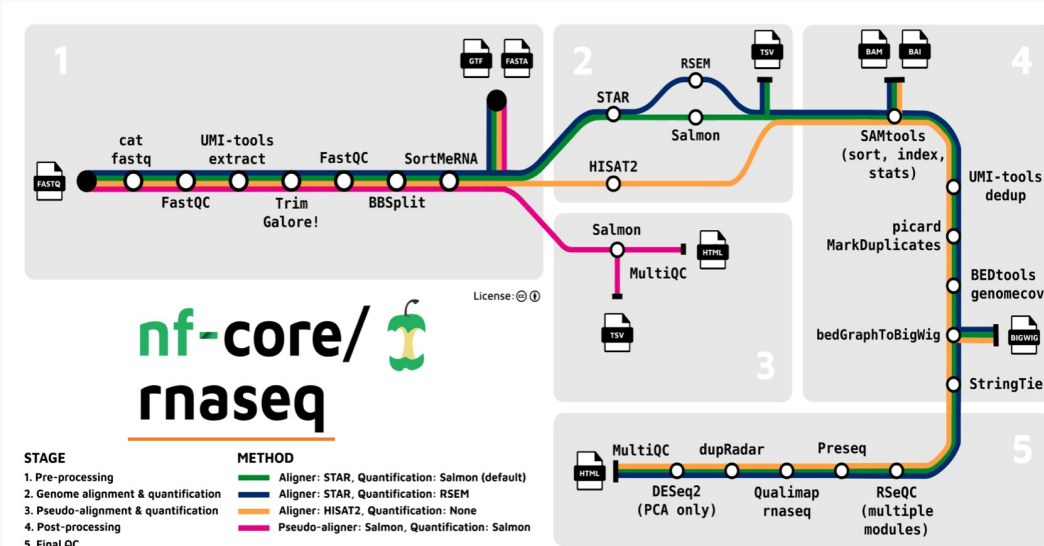 1
GTF
FASTA
FASTQ
cat
fastq
FastQC
UMI-tools
extract
Trim
Galore!
FastQC
BBSplit
SortMeRNA
2
TSV
STAR
RSEM
Salmon
HISAT2
3
Salmon
MultiQC
HTML
TSV
4
BAM
BAI
SAMtools
(sort, index,
stats)
UMI-tools
dedup
picard
MarkDuplicates
BEDtools
genomecov
bedGraphToBigWig
BIGWIG
StringTie
5
HTML
MultiQC
DESeq2
(PCA only)
dupRadar
Qualimap
rnaseq
Preseq
RSeQC
(multiple
modules)
License:
nf-core/
rnaseq
STAGE
1. Pre-processing
2. Genome alignment & quantification
3. Pseudo-alignment & quantification
4. Post-processing
5. Final QC
METHOD
Aligner: STAR, Quantification: Salmon (default)
Aligner: STAR, Quantification: RSEM
Aligner: HISAT2, Quantification: None
Pseudo-aligner: Salmon, Quantification: Salmon